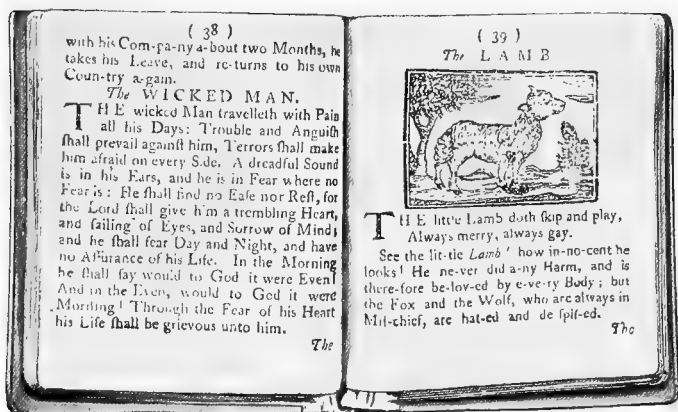 ( 38 )
with his Com-pa-ny a-bout two Months, he
takes his Leave, and re-turns to his own
Coun-try a-gain.
The WICKED MAN.
THE wicked Man travelleth with Pain
all his Days: Trouble and Anguiſh
ſhall prevail againſt him, Terrors ſhall make
him afraid on every Side. A dreadful Sound
is in his Ears, and he is in Fear where no
Fear is: He ſhall find no Eaſe nor Reſt, for
the Lord ſhall give him a trembling Heart,
and failing of Eyes, and Sorrow of Mind;
and he ſhall fear Day and Night, and have
no Aſſurance of his Life. In the Morning
he ſhall ſay would to God it were Even!
And in the Even, would to God it were
Morning! Through the Fear of his Heart
his Life ſhall be grievous unto him.
The
( 39 )
The LAMB
THE little Lamb doth ſkip and play,
Always merry, always gay.
See the lit-tle Lamb! how in-no-cent he
looks! He ne-ver did a-ny Harm, and is
there-fore be-lov-ed by e-ve-ry Body; but
the Fox and the Wolf, who are always in
Miſ-chief, are hat-ed and de ſpiſ-ed.
The